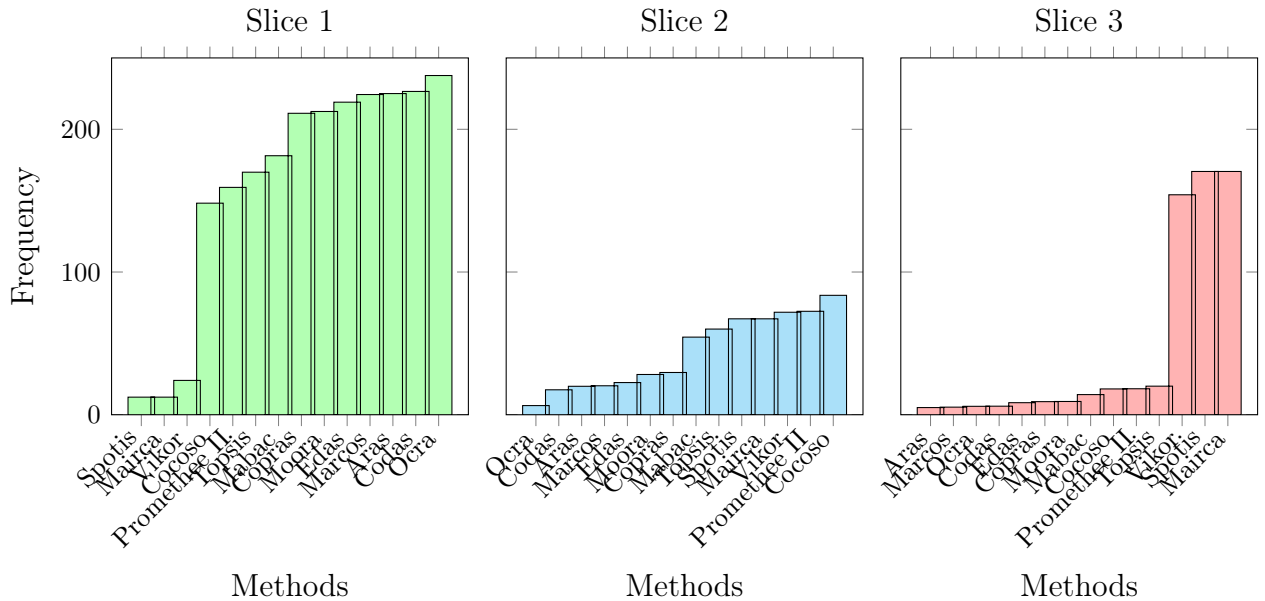 Slice 1
Slice 2
Slice 3
Frequency
200
100
0
Spotis
Mairca
Vikor
Cocoso
Promethee II
Topsis
Mabac
Copras
Moora
Edas
Marcos
Aras
Codas
Ocra
Ocra
Codas
Aras
Marcos
Edas
Moora
Copras
Mabac
Topsis
Spotis
Mairca
Vikor
Promethee II
Cocoso
Aras
Marcos
Ocra
Codas
Edas
Copras
Moora
Mabac
Cocoso
Promethee II
Topsis
Vikor
Spotis
Mairca
Methods
Methods
Methods